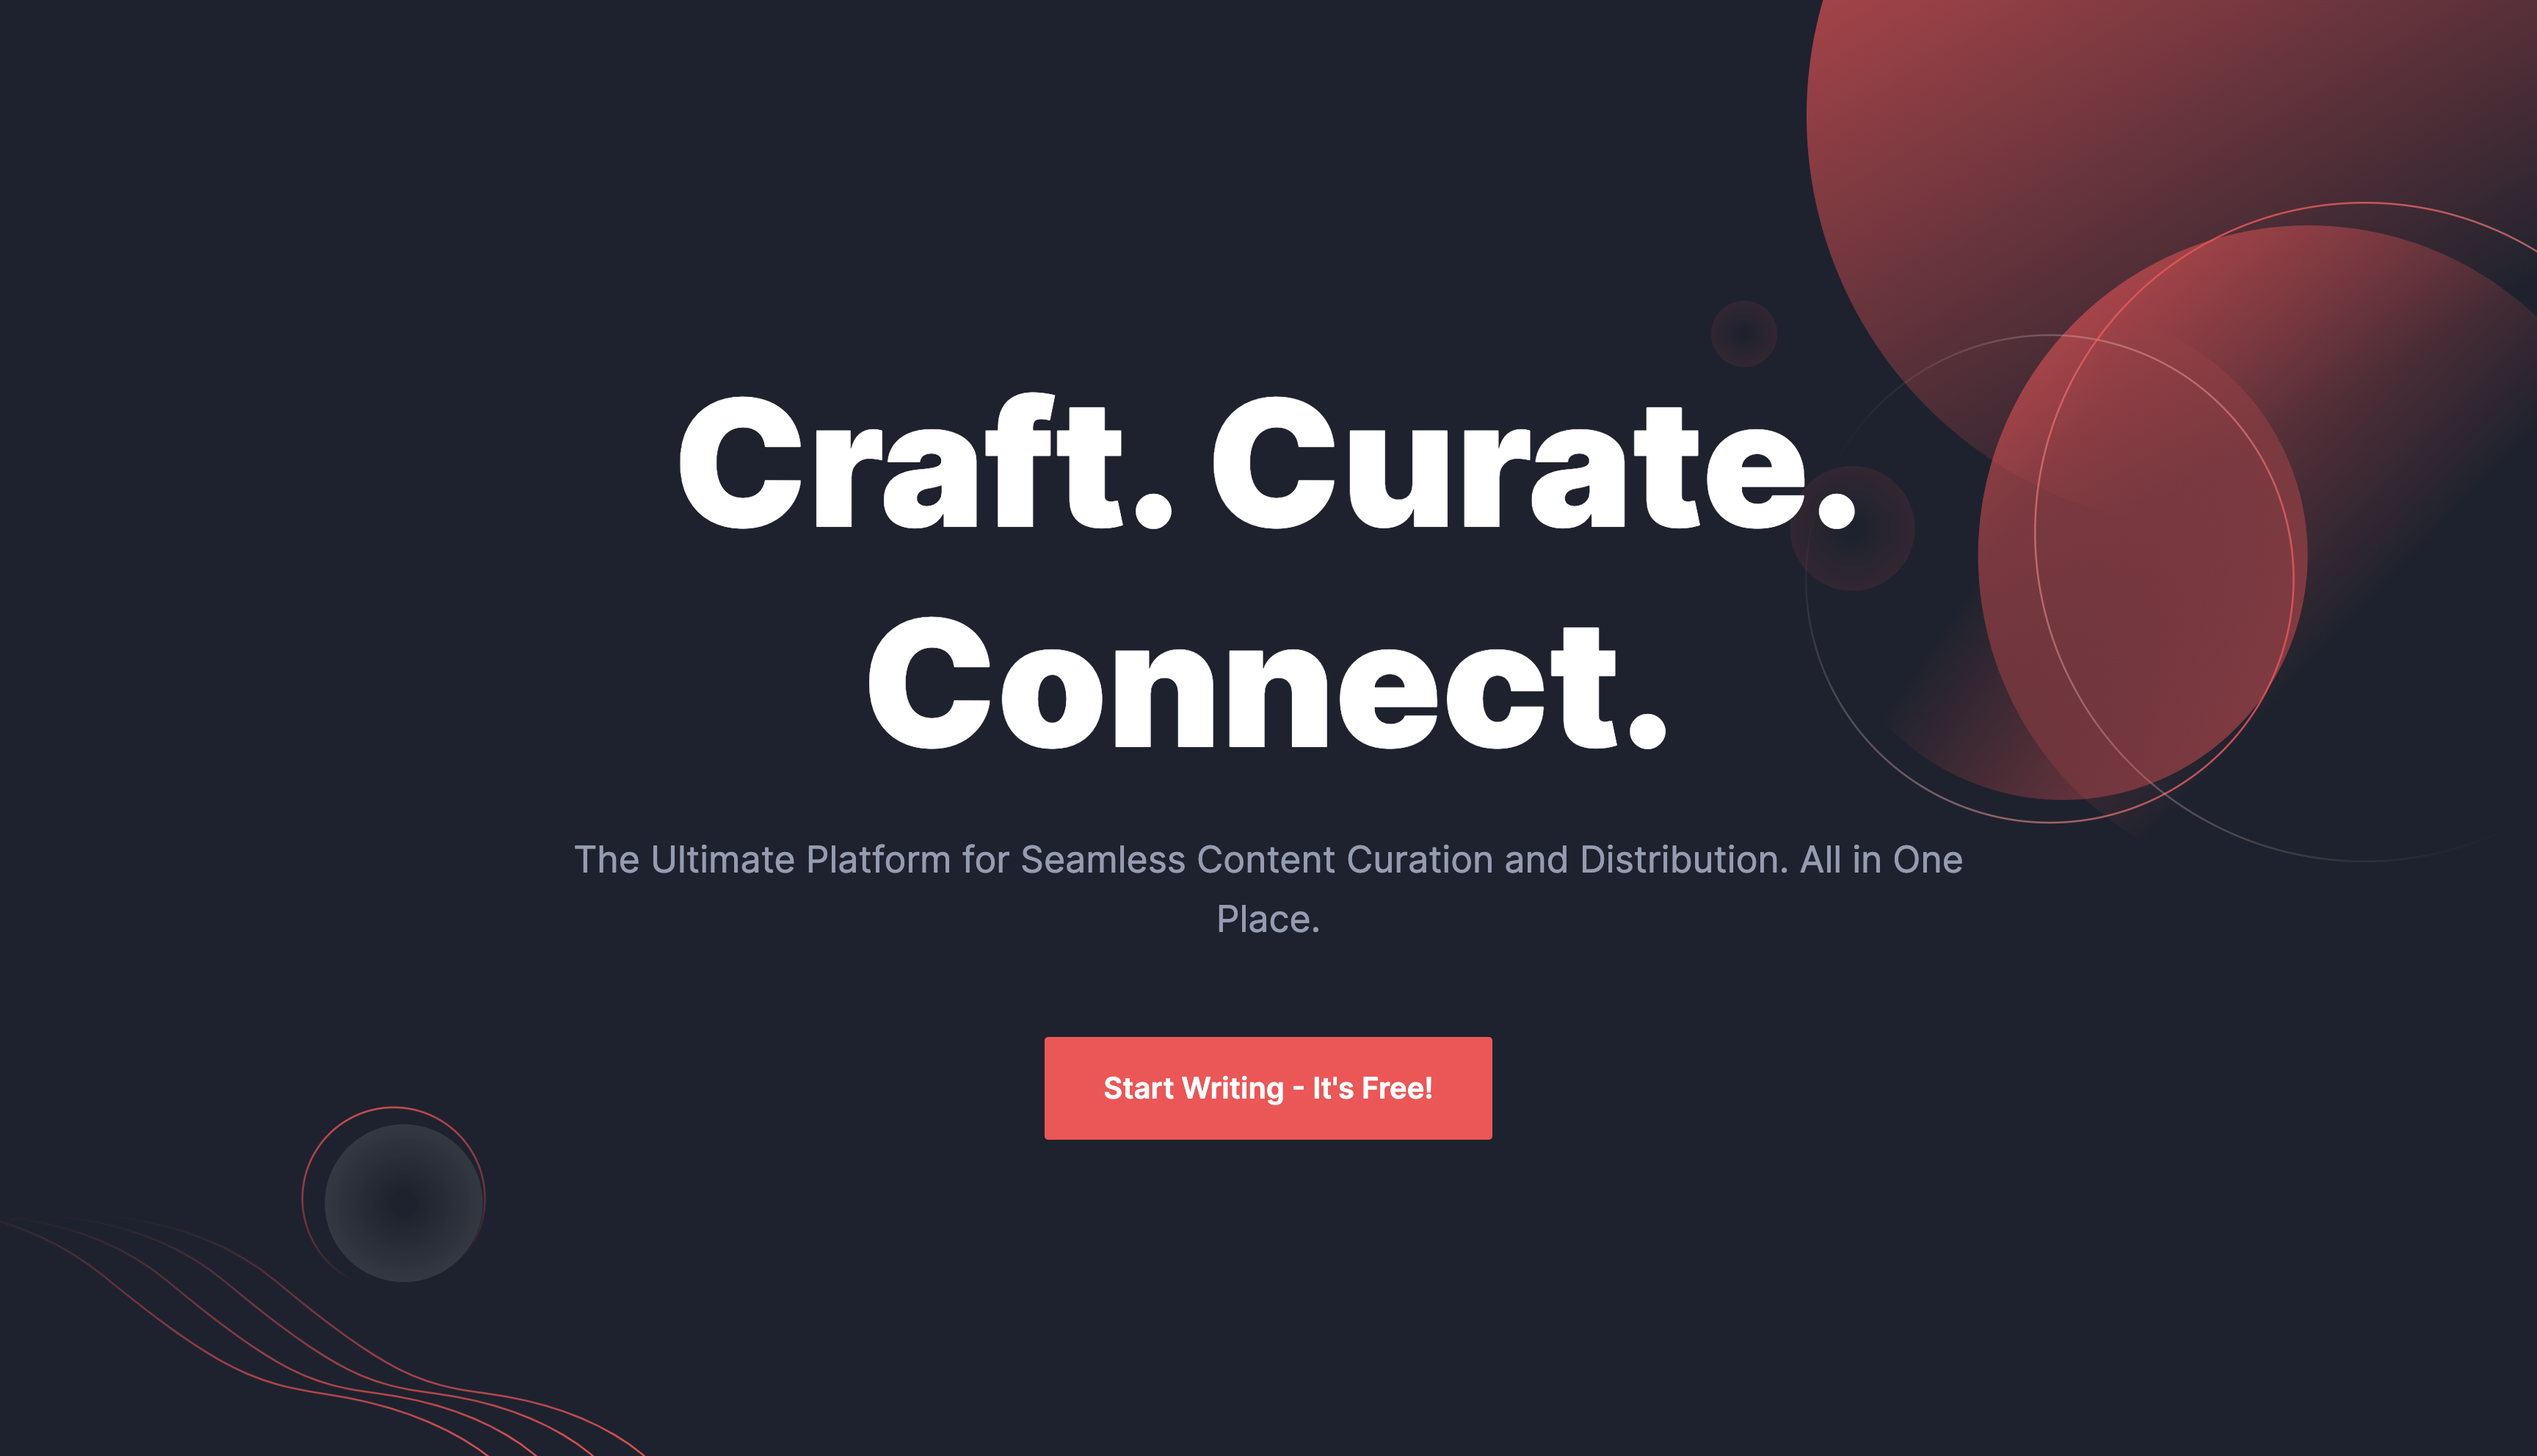 Craft. Curate.
Connect.
The Ultimate Platform for Seamless Content Curation and Distribution. All in One
Place.
Start Writing - It's Free!